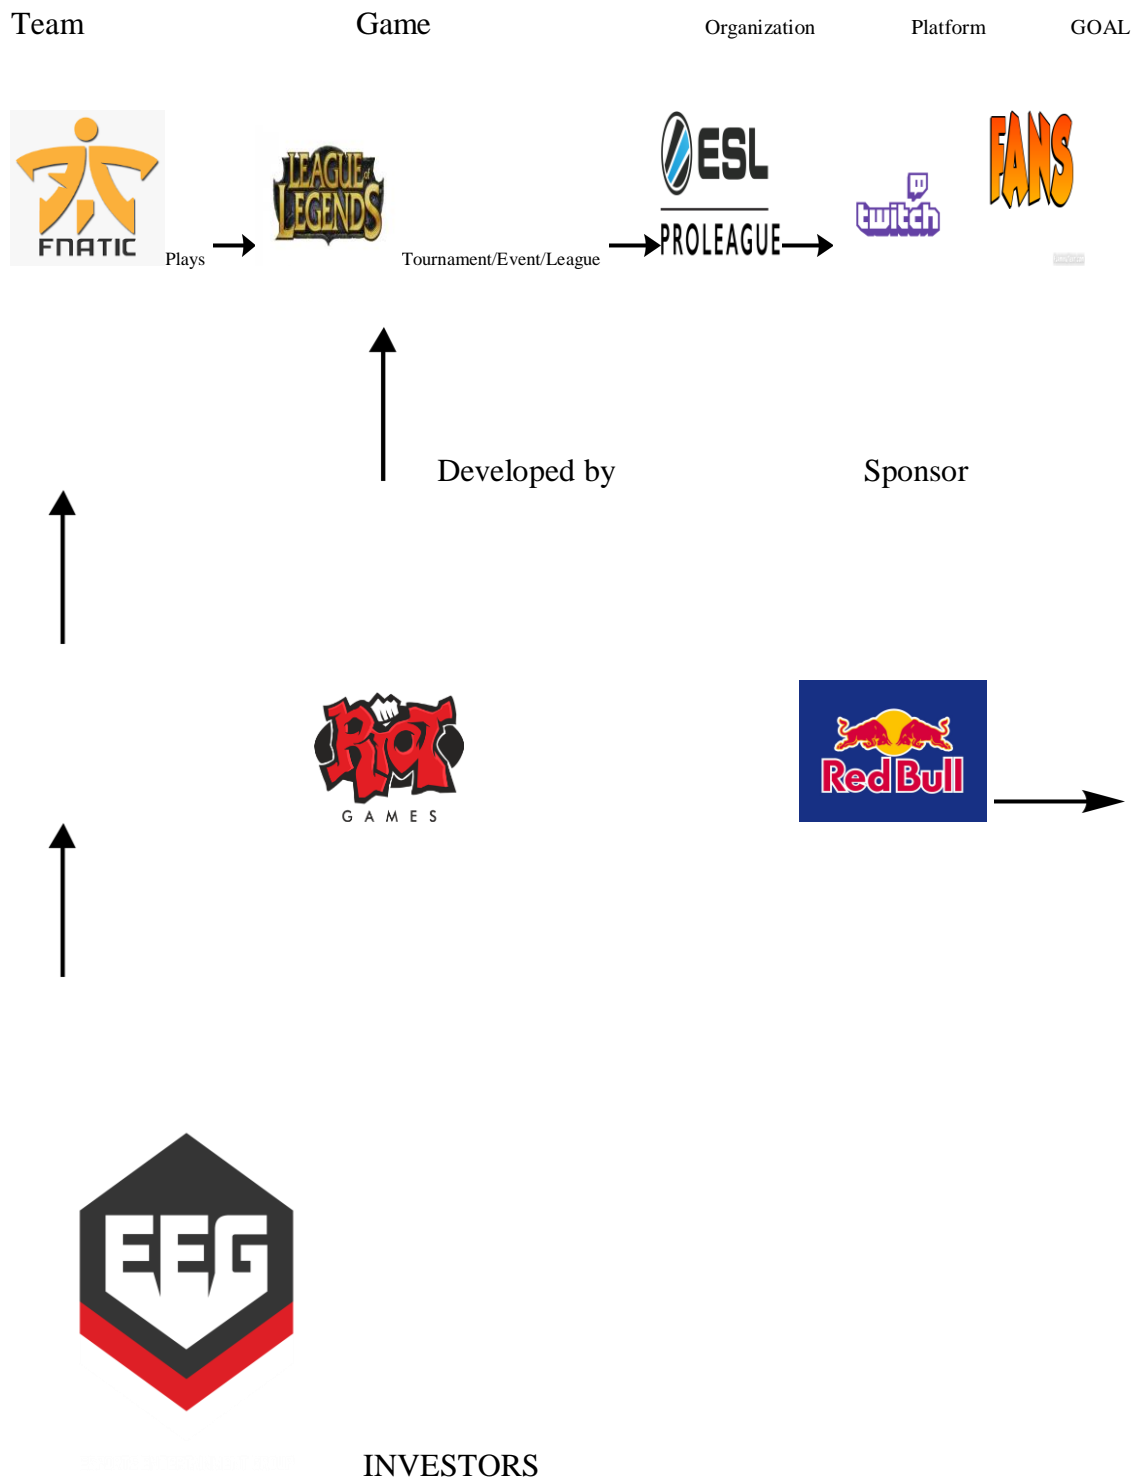 Team Game Organization Platform GOAL
FNATIC
LEAGUE of
LEGENDS
ESL
PROLEAGUE
twitch
FANS
Plays
Tournament/Event/League
Developed by Sponsor
RIOT
GAMES
Red Bull
EEG
INVESTORS